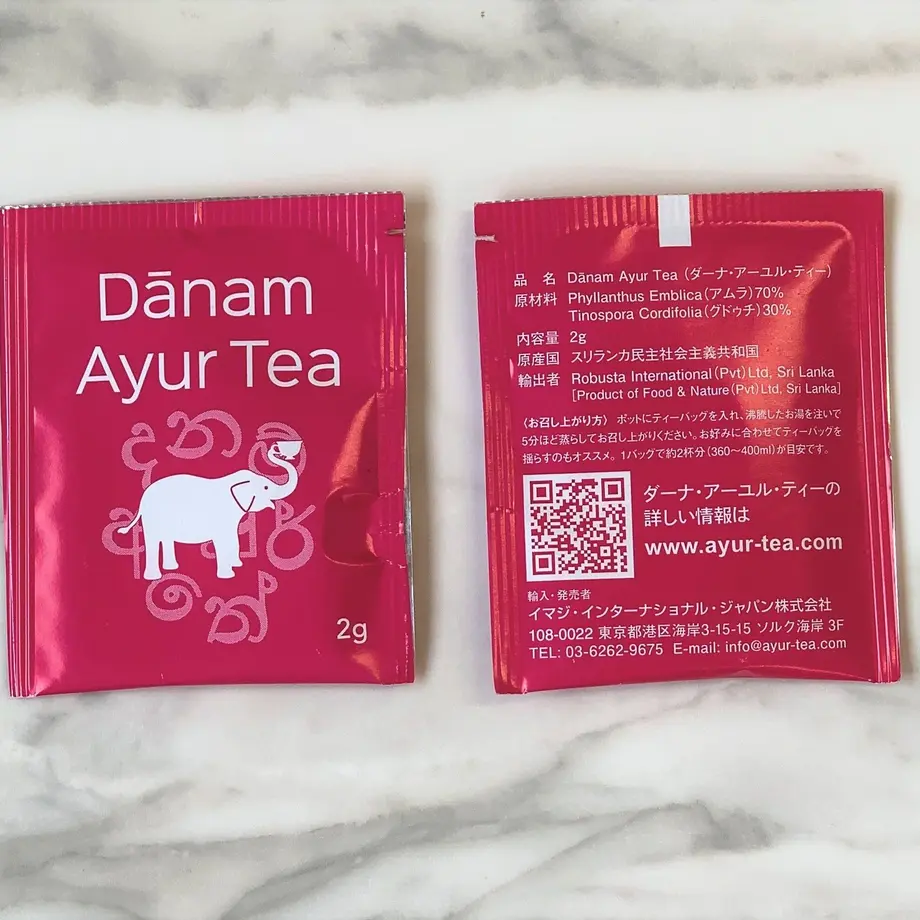 Dānam
Ayur Tea
2g
品 名 Dānam Ayur Tea (ダーナ・アーユル・ティー)
原材料 Phyllanthus Emblica(アムラ)70%
Tinospora Cordifolia(グドゥチ)30%
内容量 2g
原産国 スリランカ民主社会主義共和国
輸出者 Robusta International(Pvt)Ltd, Sri Lanka
[Product of Food & Nature(Pvt)Ltd, Sri Lanka]
〈お召し上がり方〉 ポットにティーバッグを入れ、沸騰したお湯を注いで
5分ほど蒸らしてお召し上がりください。お好みに合わせてティーバッグを
揺らすのもオススメ。1バッグで約2杯分(360〜400ml)が目安です。
ダーナ・アーユル・ティーの
詳しい情報は
www.ayur-tea.com
輸入・発売者
イマジ・インターナショナル・ジャパン株式会社
108-0022 東京都港区海岸3-15-15 ソルク海岸 3F
TEL: 03-6262-9675 E-mail: info@ayur-tea.com